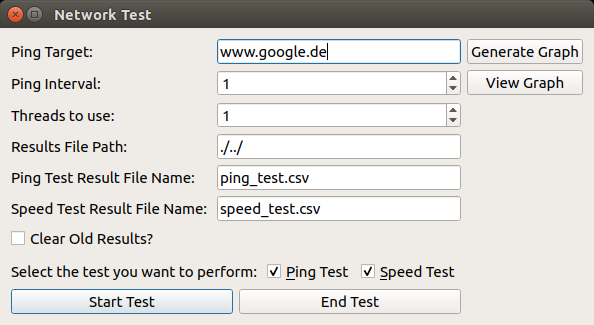 Network Test
Ping Target: www.google.de Generate Graph
Ping Interval: 1 View Graph
Threads to use: 1
Results File Path: ./../
Ping Test Result File Name: ping_test.csv
Speed Test Result File Name: speed_test.csv
Clear Old Results?
Select the test you want to perform: Ping Test Speed Test
Start Test End Test